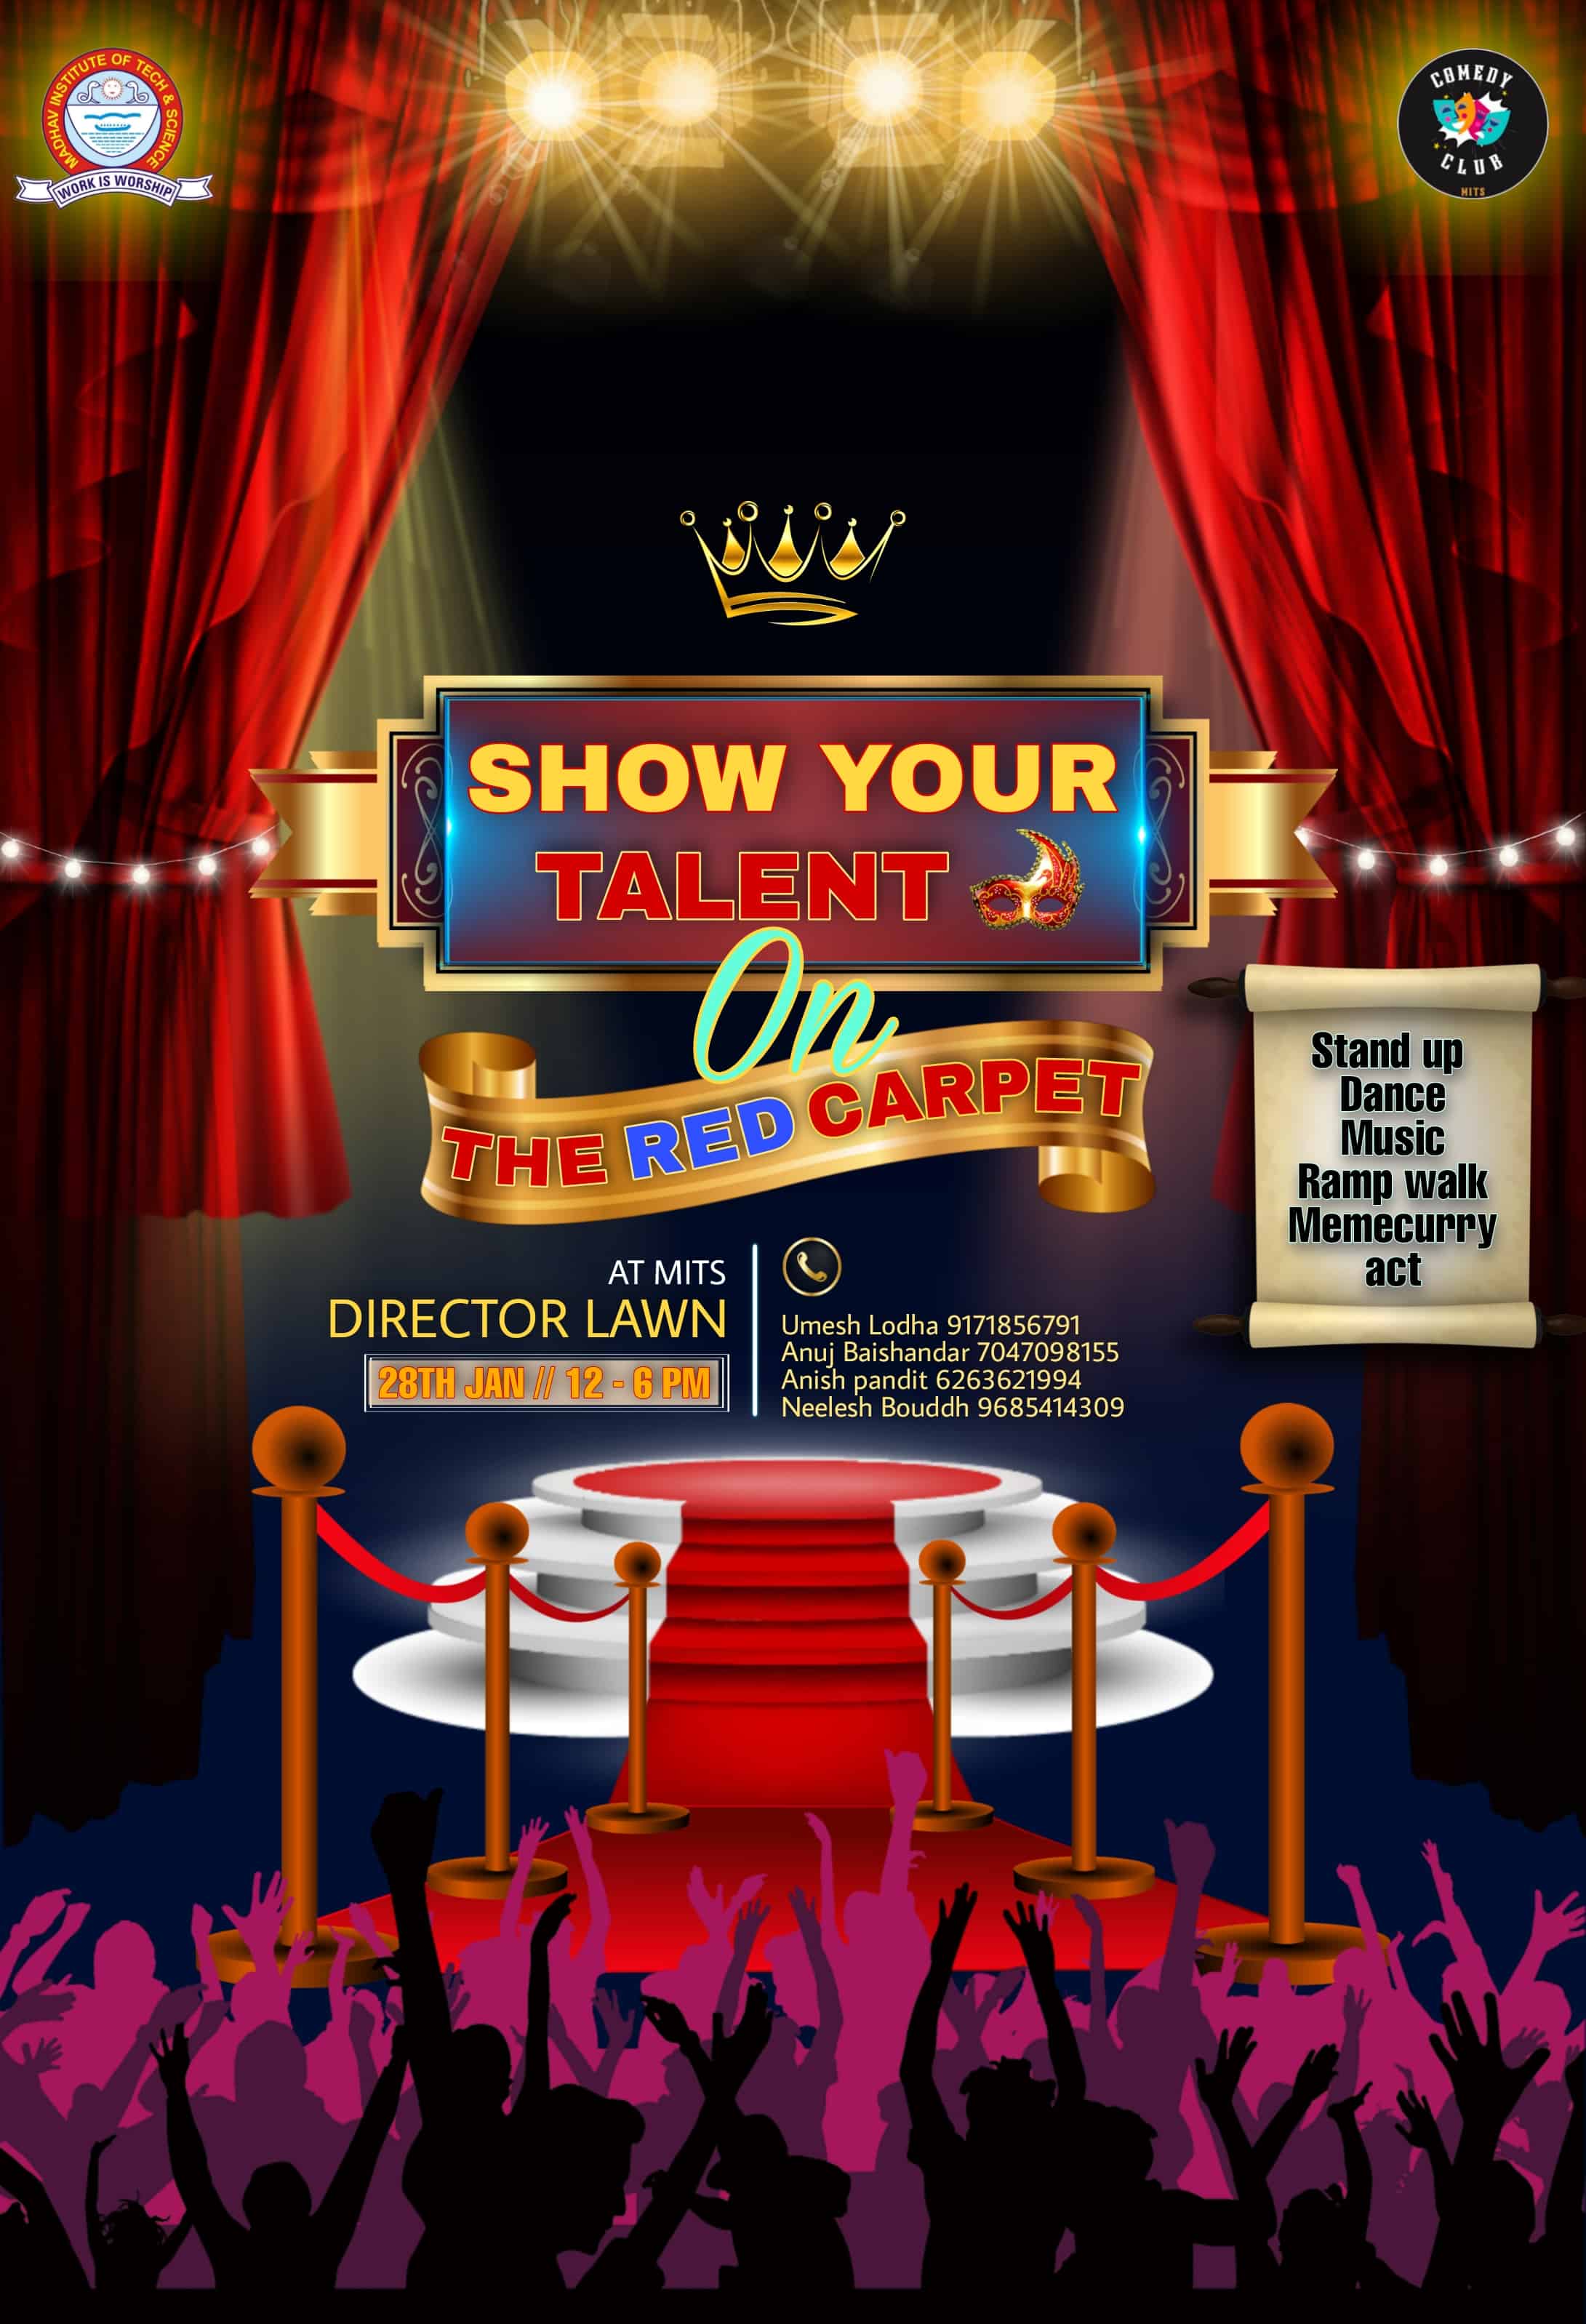 MADHAV INSTITUTE OF TECH & SCIENCE
WORK IS WORSHIP
COMEDY
CLUB
MITS
SHOW YOUR
TALENT
On
THE RED CARPET
Stand up
Dance
Music
Ramp walk
Memecurry
act
AT MITS
DIRECTOR LAWN
28TH JAN // 12 - 6 PM
Umesh Lodha 9171856791
Anuj Baishandar 7047098155
Anish pandit 6263621994
Neelesh Bouddh 9685414309